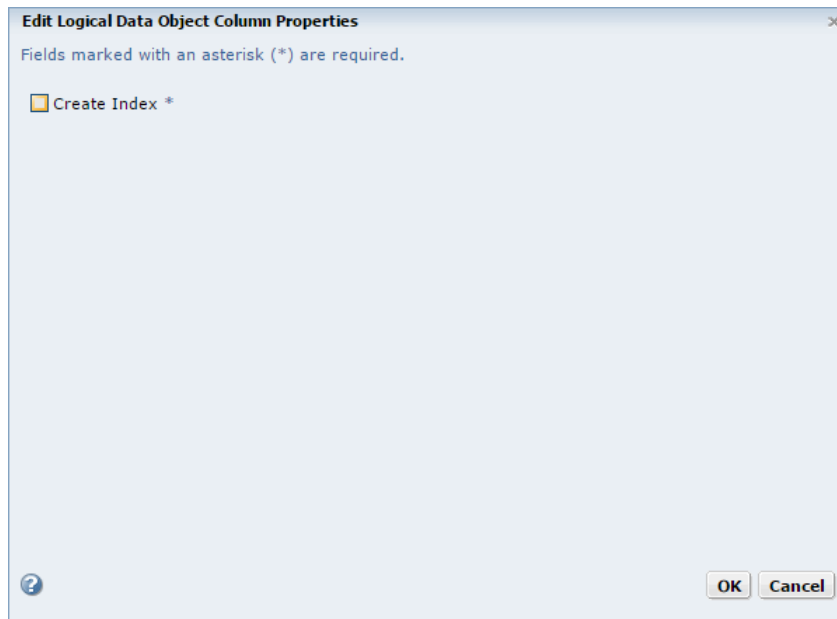 Edit Logical Data Object Column Properties
Fields marked with an asterisk (*) are required.
Create Index *
OK Cancel